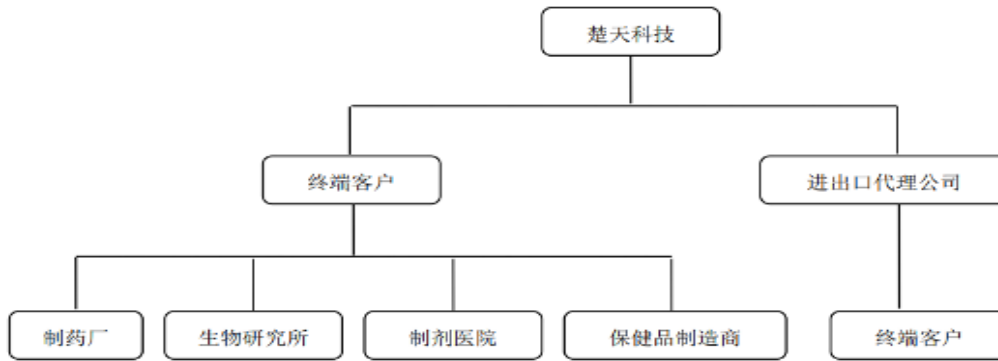 楚天科技
终端客户
进出口代理公司
制药厂
生物研究所
制剂医院
保健品制造商
终端客户